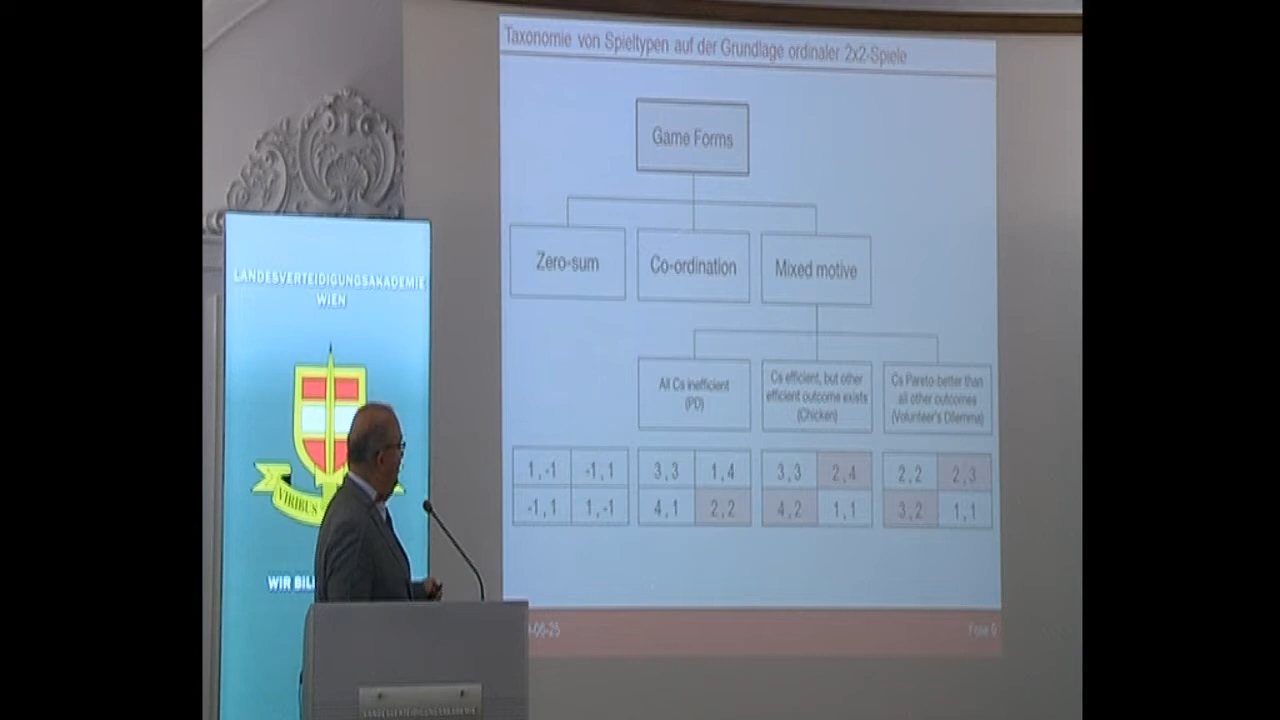 Taxonomie von Spieltypen auf der Grundlage ordinaler 2x2-Spiele
Game Forms
Zero-sum
Co-ordination
Mixed motive
All Cs inefficient
(PD)
Cs efficient, but other
efficient outcome exists
(Chicken)
Cs Pareto-better than
all other outcomes
(Volunteer's Dilemma)
1,-1 -1,1 3,3 1,4 3,3 2,4 2,2 2,3
-1,1 1,-1 4,1 2,2 4,2 1,1 3,2 1,1
-06-25
LANDESVERTEIDIGUNGSAKADEMIE
WIEN
VIRIBUS
WIR BIL
LANDESVERTEIDIGUNGSAKADEMIE